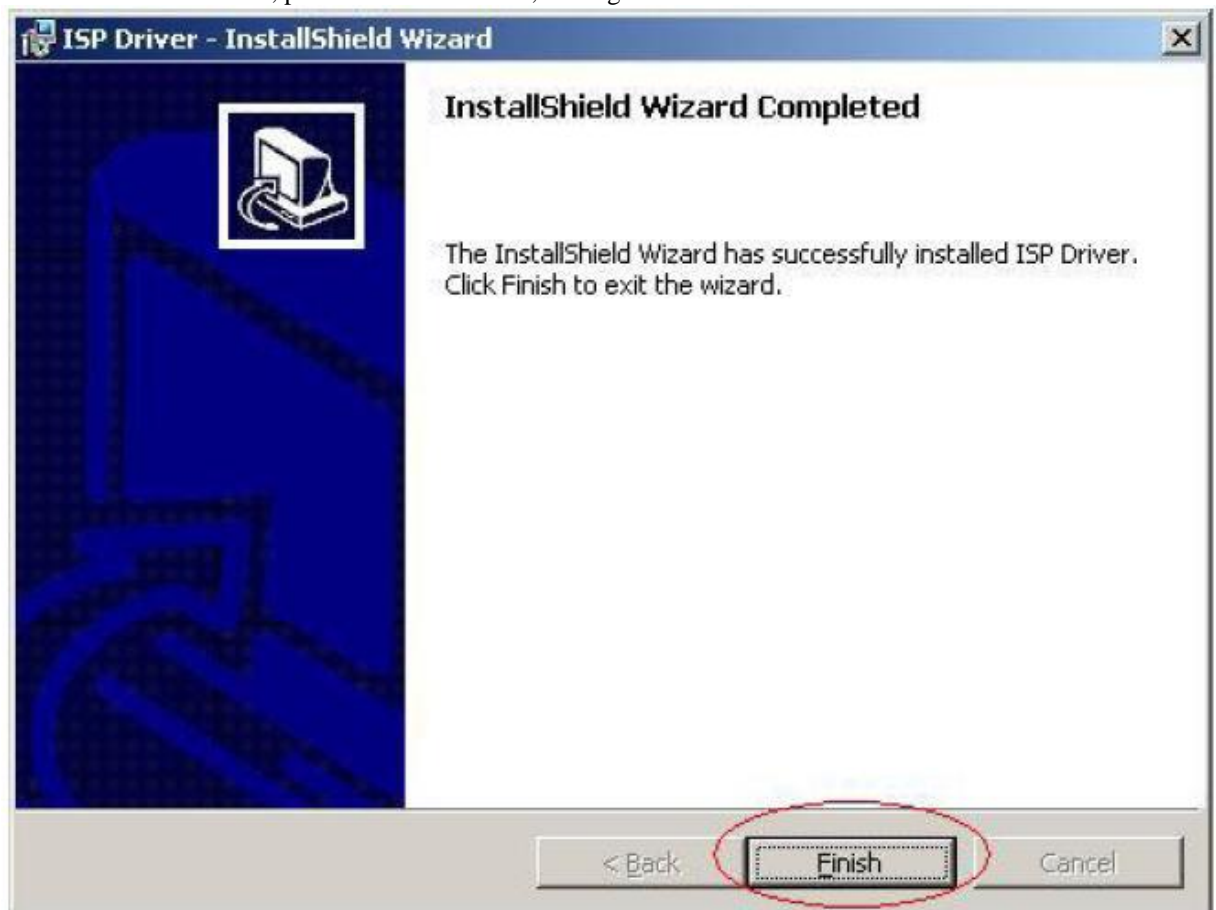 ISP Driver - InstallShield Wizard
InstallShield Wizard Completed
The InstallShield Wizard has successfully installed ISP Driver.
Click Finish to exit the wizard.
< Back Finish Cancel